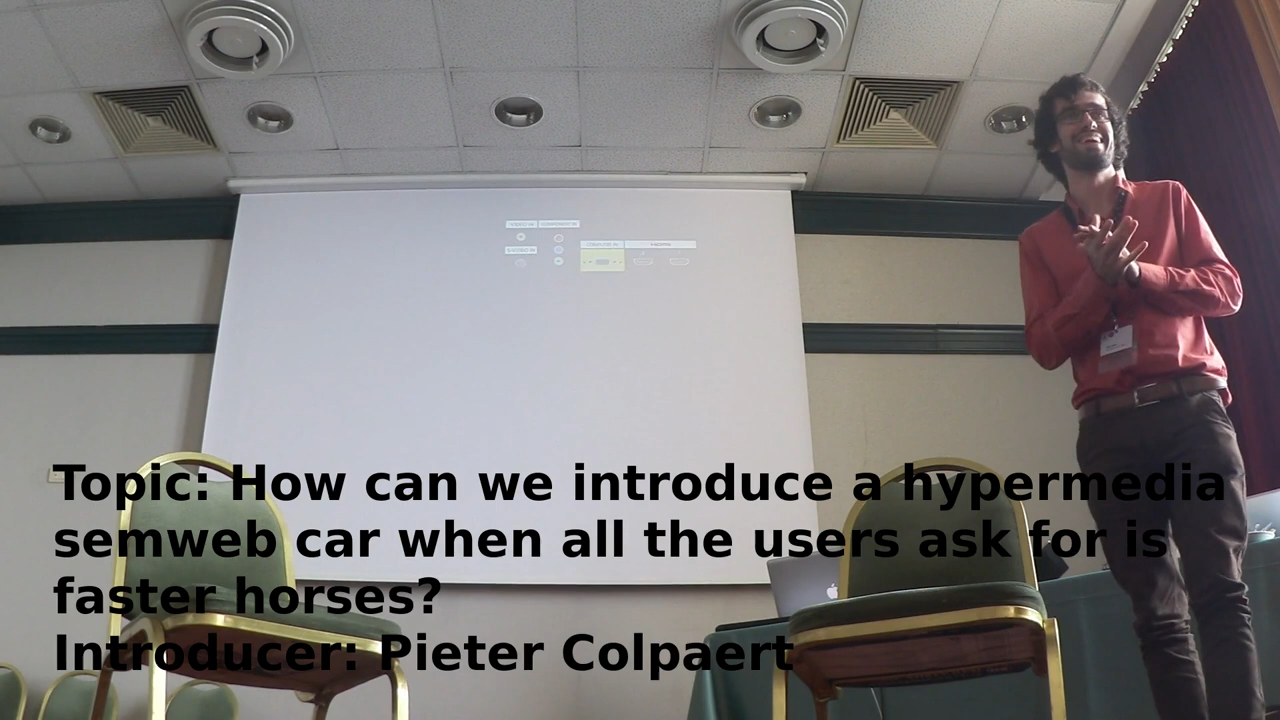 Topic: How can we introduce a hypermedia
semweb car when all the users ask for is
faster horses?
Introducer: Pieter Colpaert